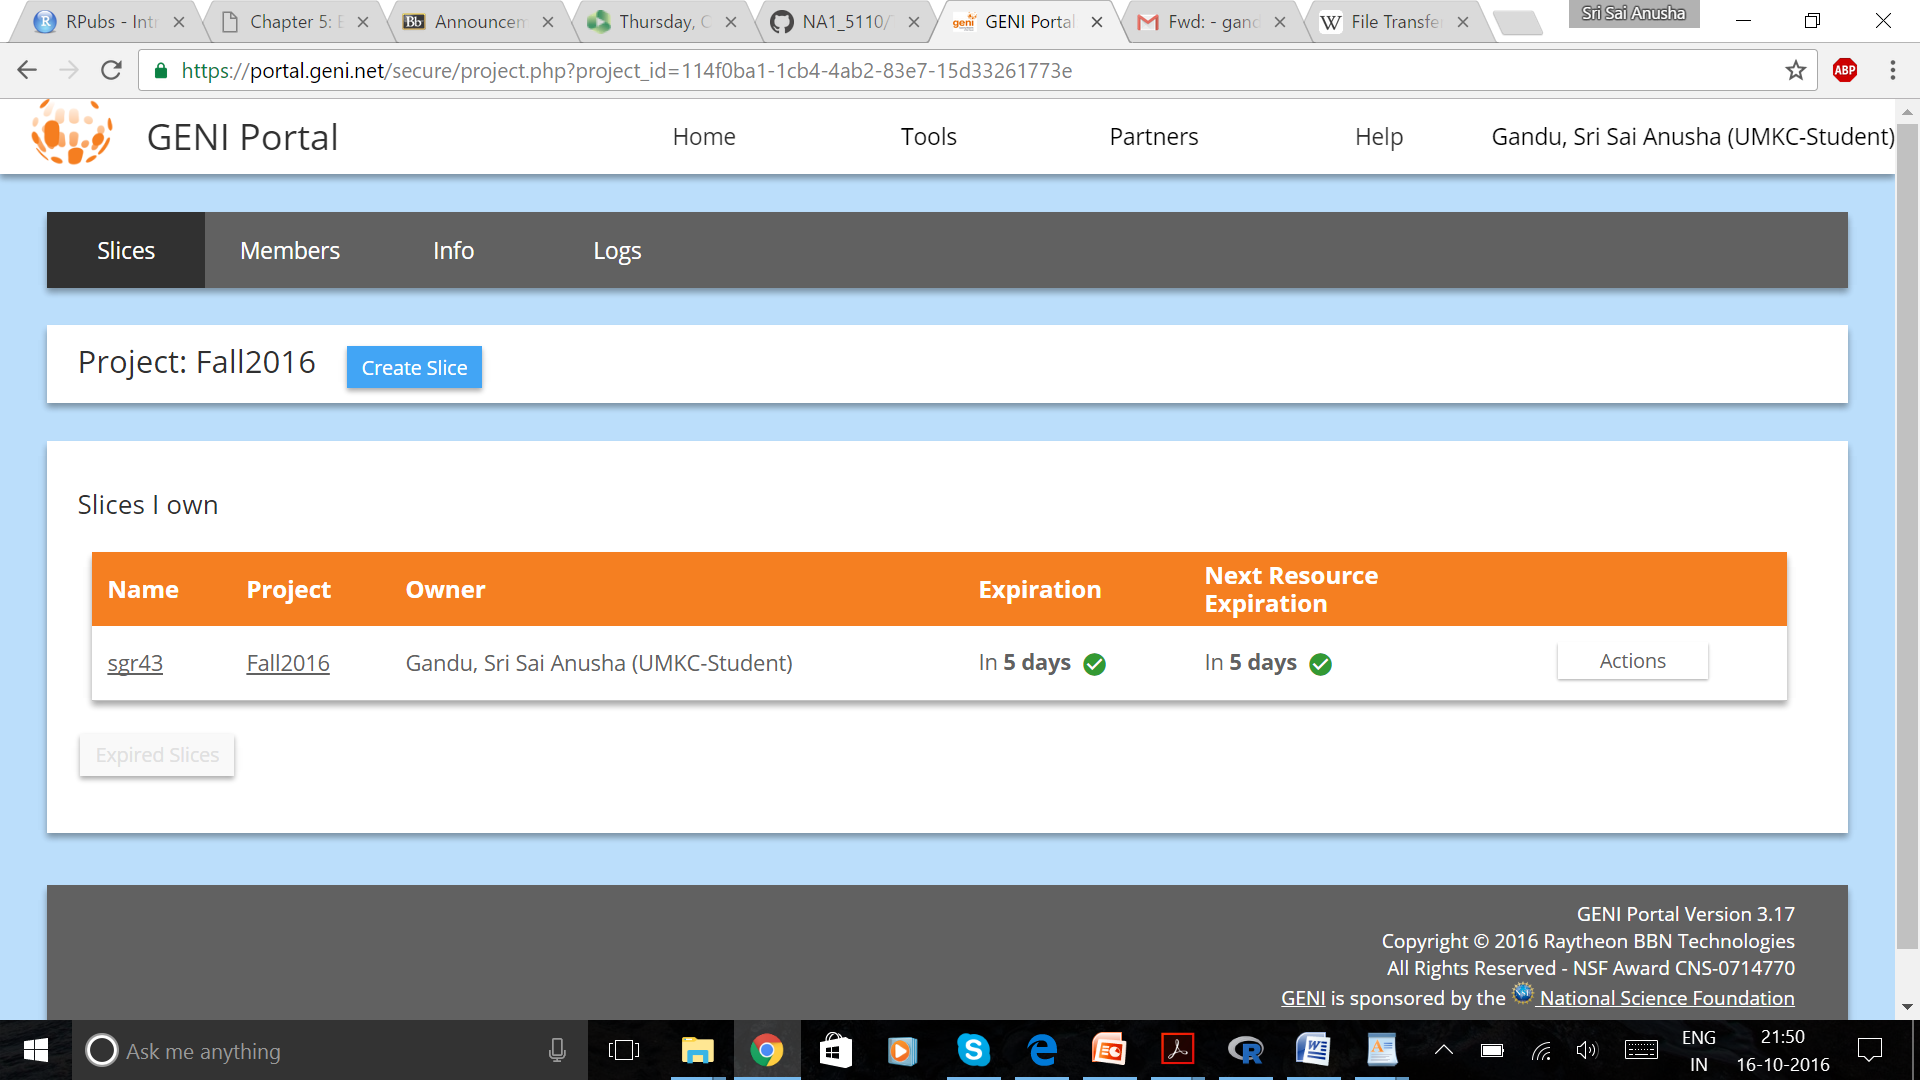 RPubs - Intr
Chapter 5: E
Bb Announcem
Thursday, O
NA1_5110/
geni GENI Portal
Fwd: - gand
W File Transfe
Sri Sai Anusha
https://portal.geni.net/secure/project.php?project_id=114f0ba1-1cb4-4ab2-83e7-15d33261773e
ABP
GENI Portal
Home
Tools
Partners
Help
Gandu, Sri Sai Anusha (UMKC-Student)
Slices
Members
Info
Logs
Project: Fall2016
Create Slice
Slices I own
Name
Project
Owner
Expiration
Next Resource
Expiration
sgr43
Fall2016
Gandu, Sri Sai Anusha (UMKC-Student)
In 5 days
In 5 days
Actions
Expired Slices
GENI Portal Version 3.17
Copyright © 2016 Raytheon BBN Technologies
All Rights Reserved - NSF Award CNS-0714770
GENI is sponsored by the National Science Foundation
Ask me anything
ENG
IN
21:50
16-10-2016